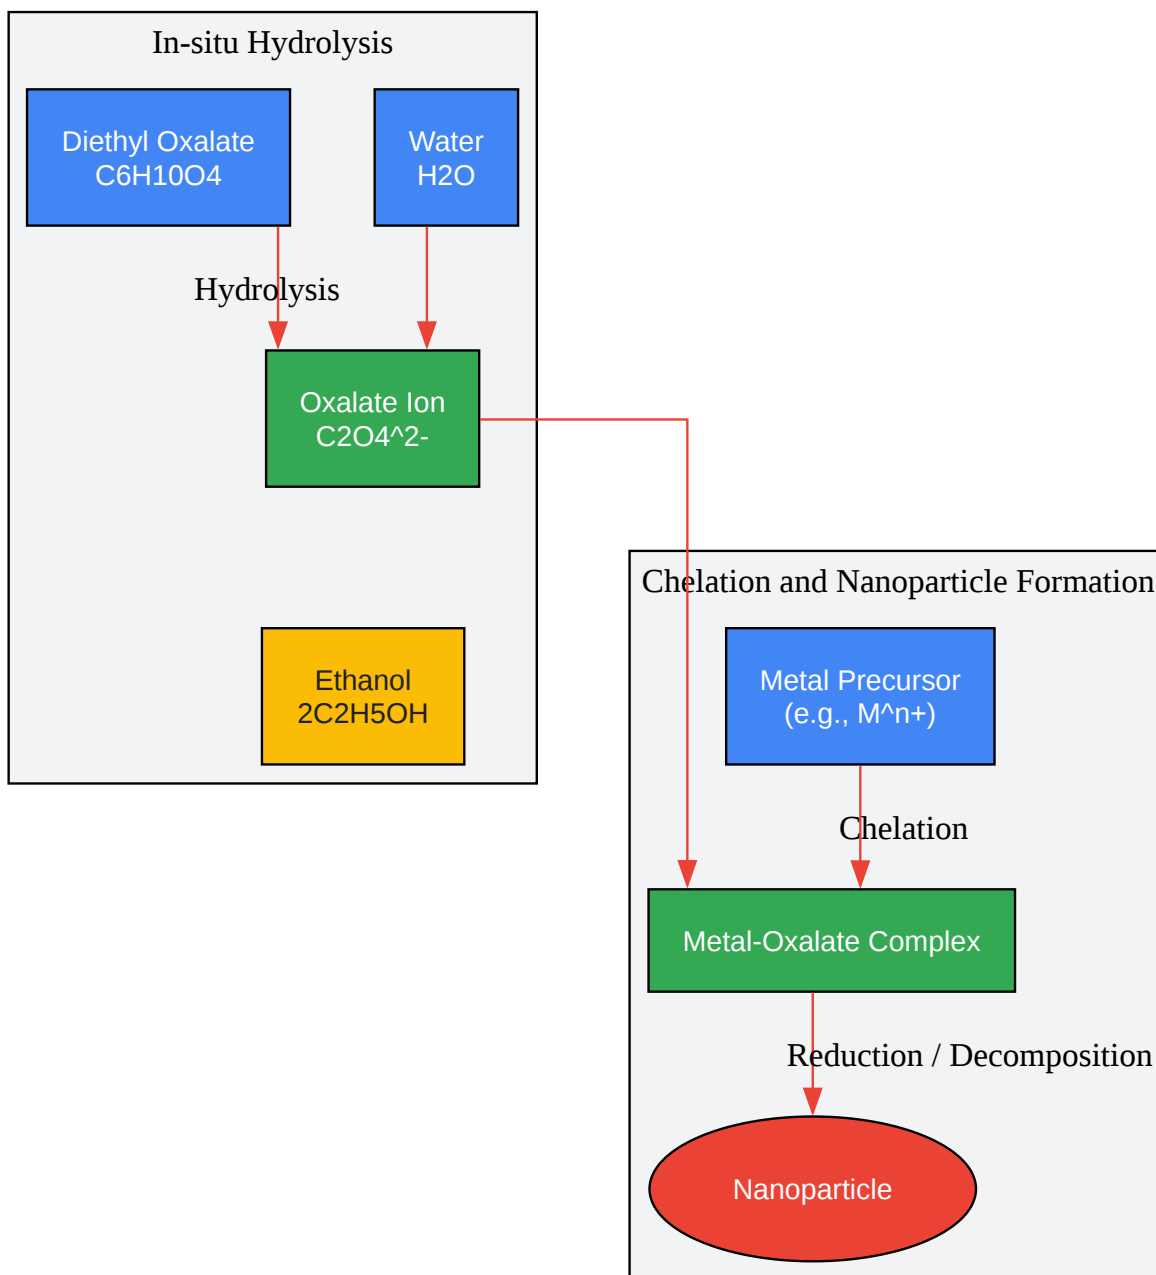 In-situ Hydrolysis
Diethyl Oxalate
C6H10O4
Water
H2O
Hydrolysis
Oxalate Ion
C2O4^2-
Ethanol
2C2H5OH
Chelation and Nanoparticle Formation
Metal Precursor
(e.g., M^n+)
Chelation
Metal-Oxalate Complex
Reduction / Decomposition
Nanoparticle